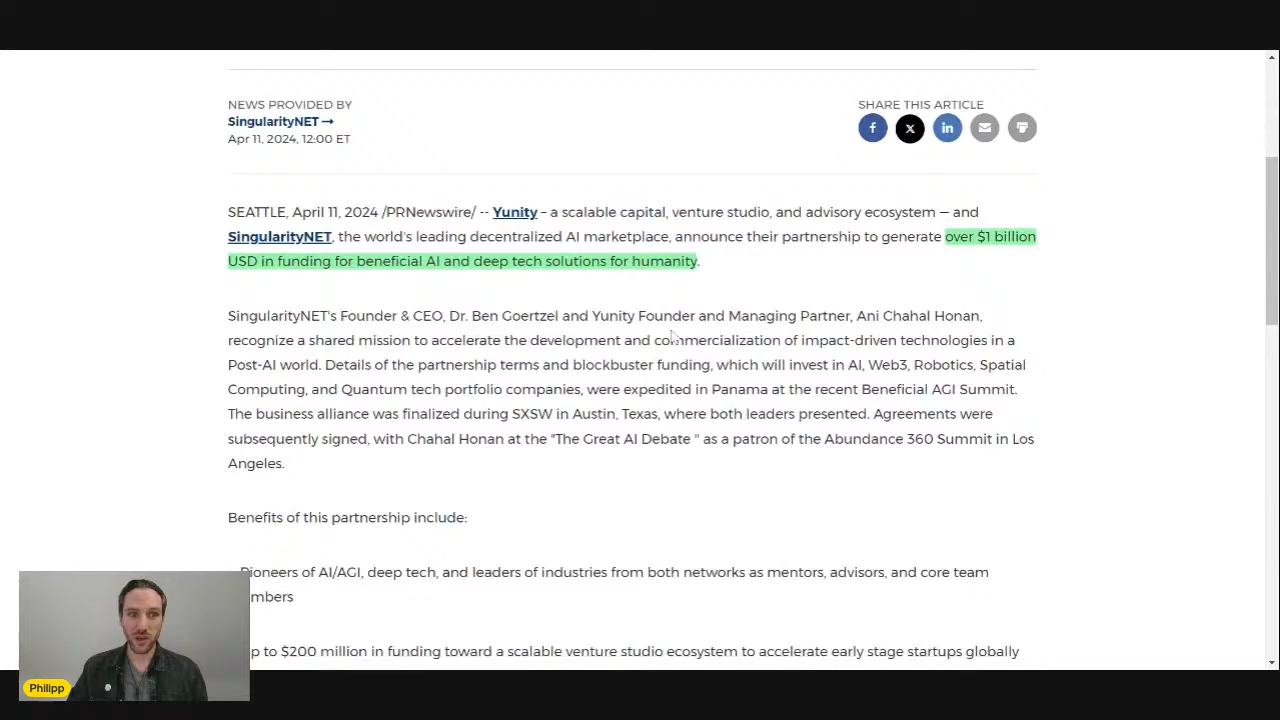 NEWS PROVIDED BY
SingularityNET →
Apr 11, 2024, 12:00 ET
SHARE THIS ARTICLE
SEATTLE, April 11, 2024 /PRNewswire/ -- Yunity – a scalable capital, venture studio, and advisory ecosystem — and
SingularityNET, the world's leading decentralized AI marketplace, announce their partnership to generate over $1 billion
USD in funding for beneficial AI and deep tech solutions for humanity.
SingularityNET's Founder & CEO, Dr. Ben Goertzel and Yunity Founder and Managing Partner, Ani Chahal Honan,
recognize a shared mission to accelerate the development and commercialization of impact-driven technologies in a
Post-AI world. Details of the partnership terms and blockbuster funding, which will invest in AI, Web3, Robotics, Spatial
Computing, and Quantum tech portfolio companies, were expedited in Panama at the recent Beneficial AGI Summit.
The business alliance was finalized during SXSW in Austin, Texas, where both leaders presented. Agreements were
subsequently signed, with Chahal Honan at the "The Great AI Debate " as a patron of the Abundance 360 Summit in Los
Angeles.
Benefits of this partnership include:
Pioneers of AI/AGI, deep tech, and leaders of industries from both networks as mentors, advisors, and core team
mbers
p to $200 million in funding toward a scalable venture studio ecosystem to accelerate early stage startups globally
Philipp